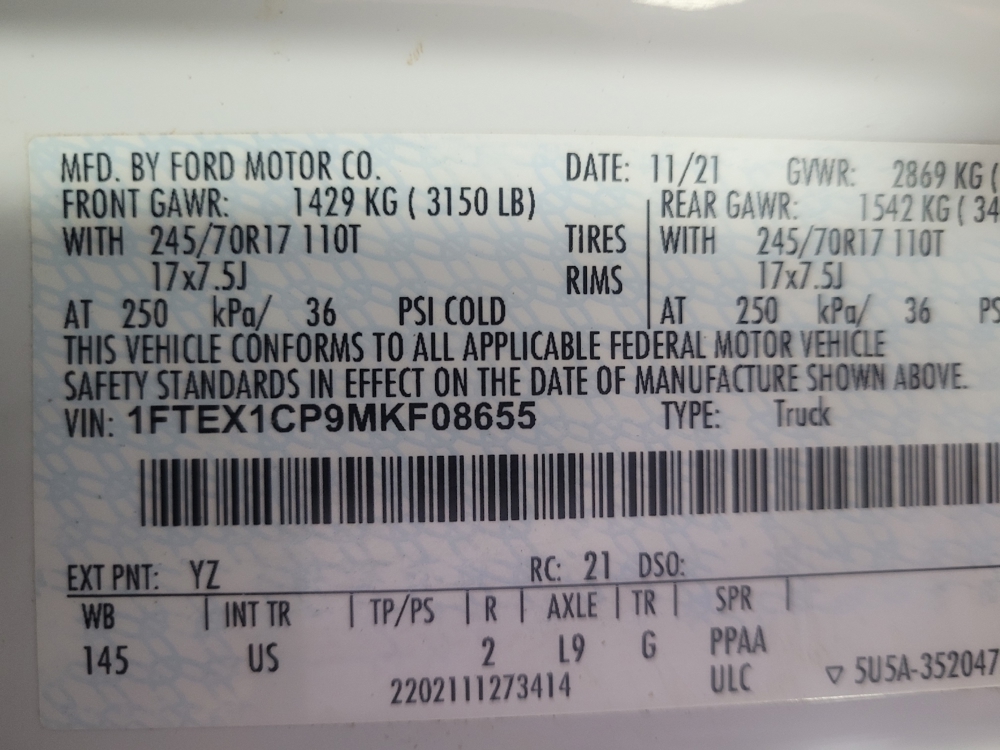 MFD. BY FORD MOTOR CO. DATE: 11/21 GVWR: 2869 KG (
FRONT GAWR: 1429 KG ( 3150 LB) REAR GAWR: 1542 KG ( 34
WITH 245/70R17 110T TIRES WITH 245/70R17 110T
17x7.5J RIMS 17x7.5J
AT 250 kPa/ 36 PSI COLD AT 250 kPa/ 36 PS
THIS VEHICLE CONFORMS TO ALL APPLICABLE FEDERAL MOTOR VEHICLE
SAFETY STANDARDS IN EFFECT ON THE DATE OF MANUFACTURE SHOWN ABOVE.
VIN: 1FTEX1CP9MKF08655 TYPE: Truck
EXT PNT: YZ RC: 21 DSO:
WB INT TR TP/PS R AXLE TR SPR
145 US 2 L9 G PPAA
2202111273414 ULC ▽ 5U5A-352047